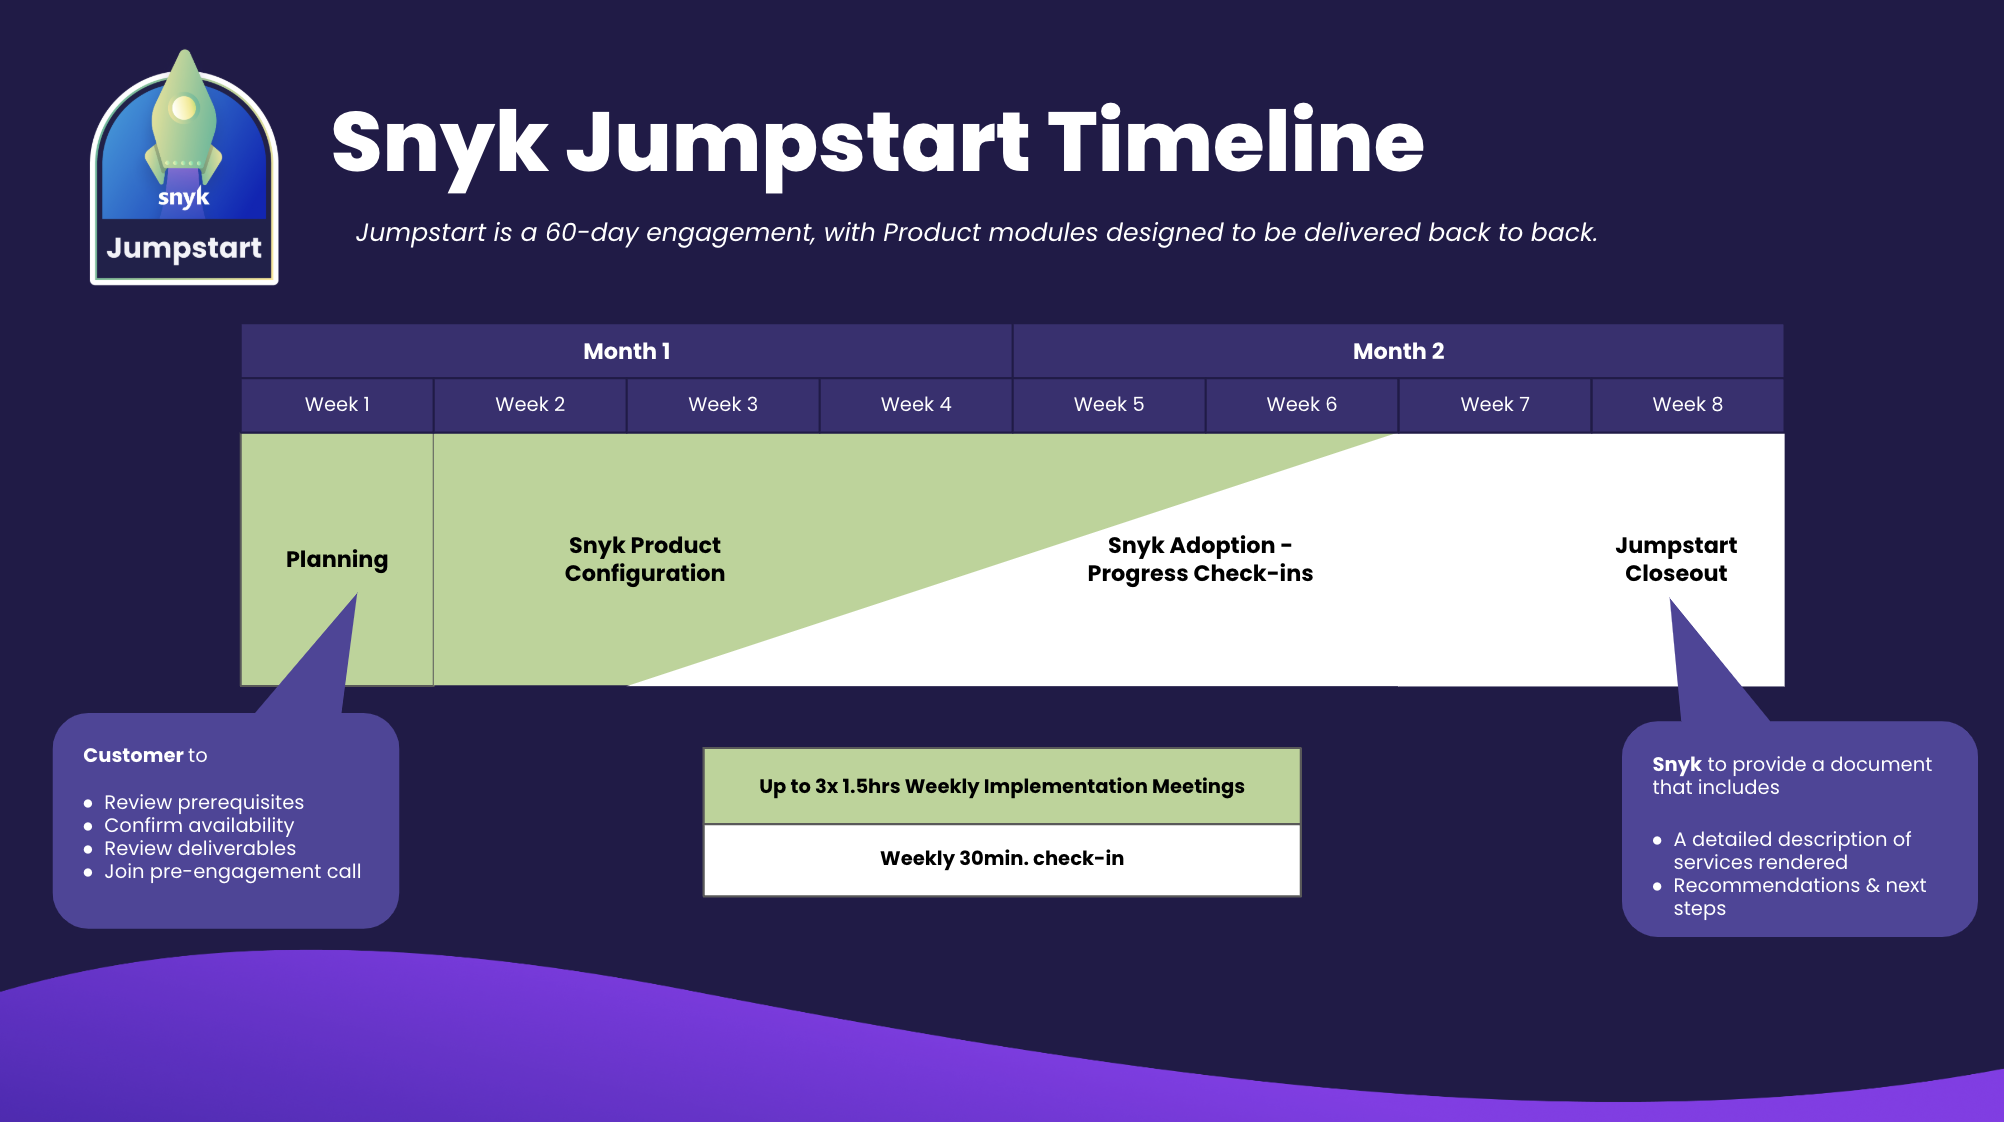 snyk
Jumpstart
Snyk Jumpstart Timeline
Jumpstart is a 60-day engagement, with Product modules designed to be delivered back to back.
Month 1
Month 2
Week 1
Week 2
Week 3
Week 4
Week 5
Week 6
Week 7
Week 8
Planning
Snyk Product
Configuration
Snyk Adoption -
Progress Check-ins
Jumpstart
Closeout
Customer to
● Review prerequisites
● Confirm availability
● Review deliverables
● Join pre-engagement call
Up to 3x 1.5hrs Weekly Implementation Meetings
Weekly 30min. check-in
Snyk to provide a document
that includes
● A detailed description of
services rendered
● Recommendations & next
steps